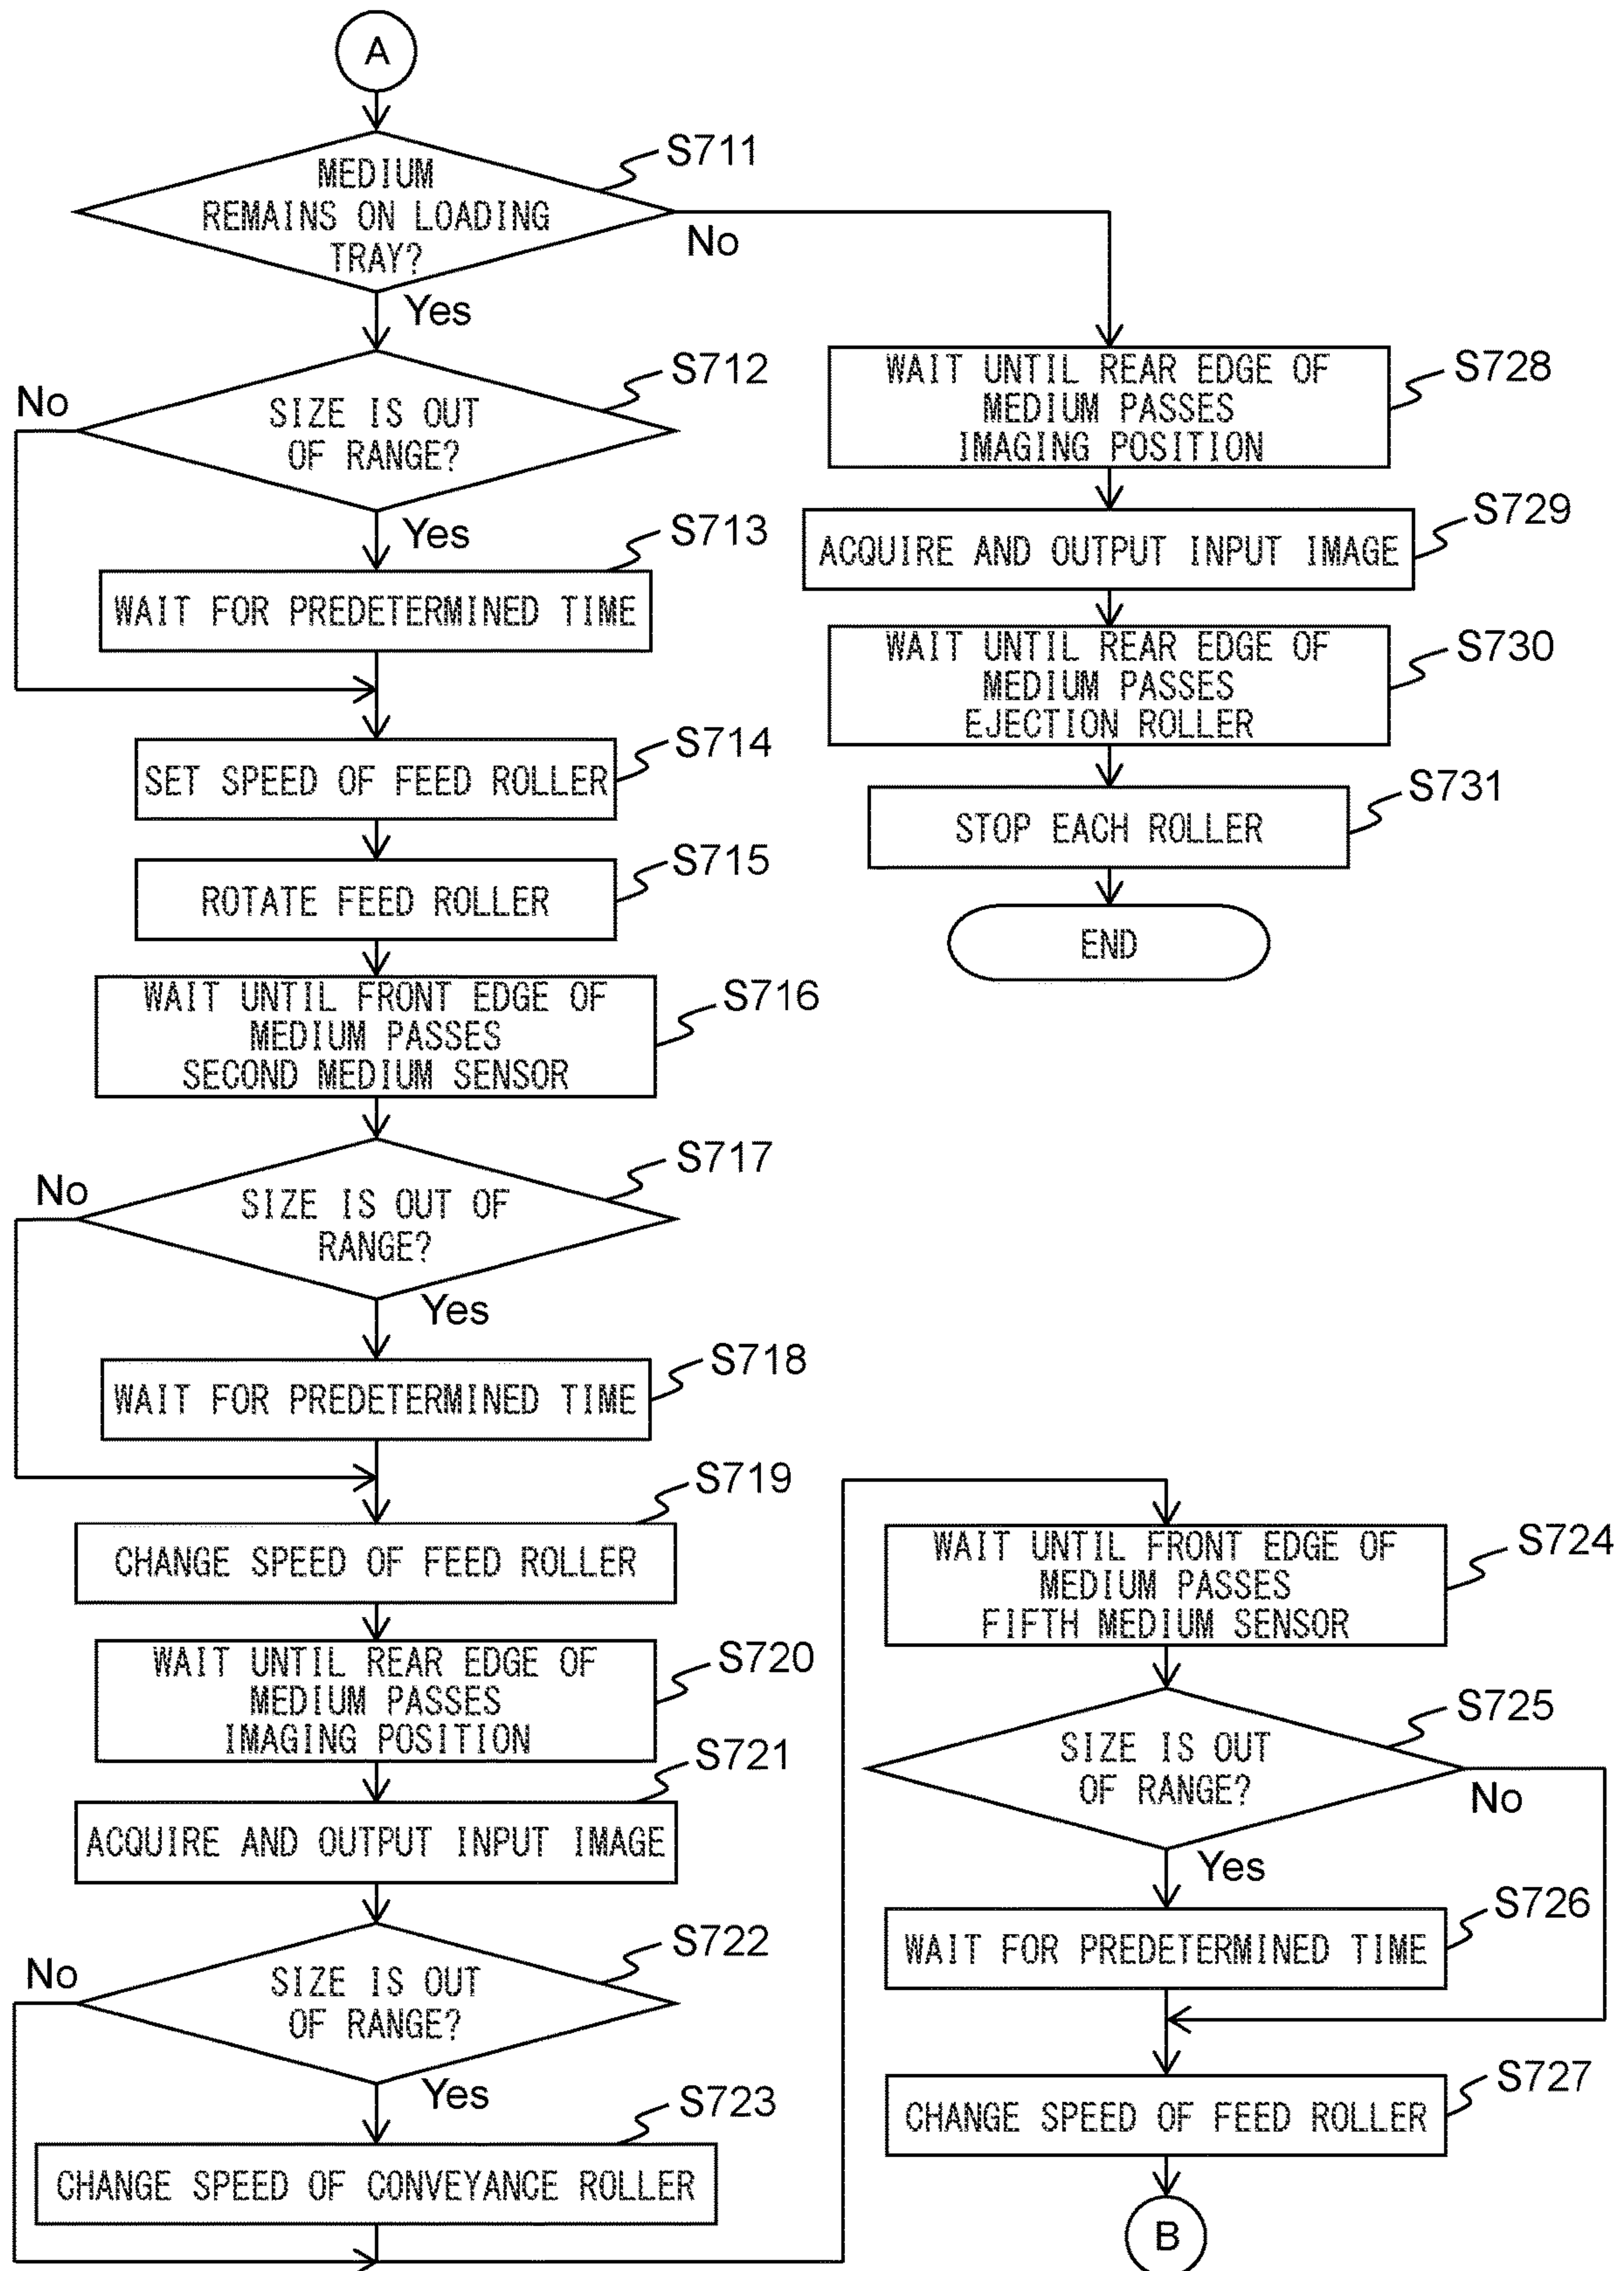 A
S711
MEDIUM
REMAINS ON LOADING
TRAY?
No
Yes
S712
No
SIZE IS OUT
OF RANGE?
Yes
S713
WAIT FOR PREDETERMINED TIME
S714
SET SPEED OF FEED ROLLER
S715
ROTATE FEED ROLLER
S716
WAIT UNTIL FRONT EDGE OF
MEDIUM PASSES
SECOND MEDIUM SENSOR
S717
No
SIZE IS OUT OF
RANGE?
Yes
S718
WAIT FOR PREDETERMINED TIME
S719
CHANGE SPEED OF FEED ROLLER
S720
WAIT UNTIL REAR EDGE OF
MEDIUM PASSES
IMAGING POSITION
S721
ACQUIRE AND OUTPUT INPUT IMAGE
S722
No
SIZE IS OUT
OF RANGE?
Yes
S723
CHANGE SPEED OF CONVEYANCE ROLLER
S724
WAIT UNTIL FRONT EDGE OF
MEDIUM PASSES
FIFTH MEDIUM SENSOR
S725
SIZE IS OUT
OF RANGE?
No
Yes
S726
WAIT FOR PREDETERMINED TIME
S727
CHANGE SPEED OF FEED ROLLER
B
S728
WAIT UNTIL REAR EDGE OF
MEDIUM PASSES
IMAGING POSITION
S729
ACQUIRE AND OUTPUT INPUT IMAGE
S730
WAIT UNTIL REAR EDGE OF
MEDIUM PASSES
EJECTION ROLLER
S731
STOP EACH ROLLER
END